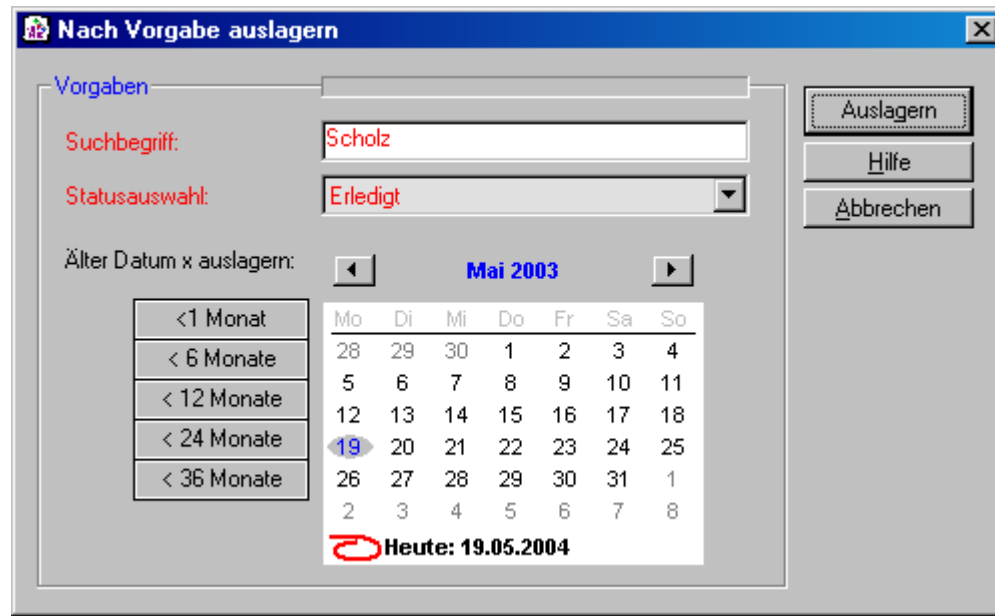 Nach Vorgabe auslagern
Vorgaben
Suchbegriff: Scholz
Statusauswahl: Erledigt
Auslagern
Hilfe
Abbrechen
Älter Datum x auslagern:
Mai 2003
<1 Monat
< 6 Monate
< 12 Monate
< 24 Monate
< 36 Monate
Mo Di Mi Do Fr Sa So
28 29 30 1 2 3 4
5 6 7 8 9 10 11
12 13 14 15 16 17 18
19 20 21 22 23 24 25
26 27 28 29 30 31 1
2 3 4 5 6 7 8
Heute: 19.05.2004